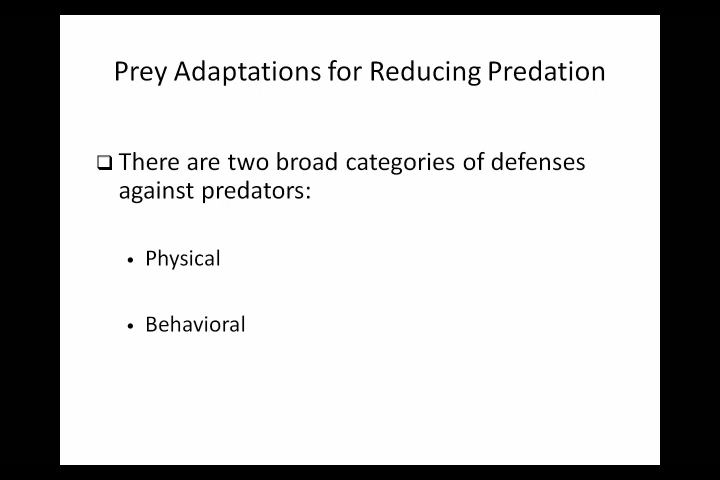 Prey Adaptations for Reducing Predation
❑ There are two broad categories of defenses
against predators:
• Physical
• Behavioral